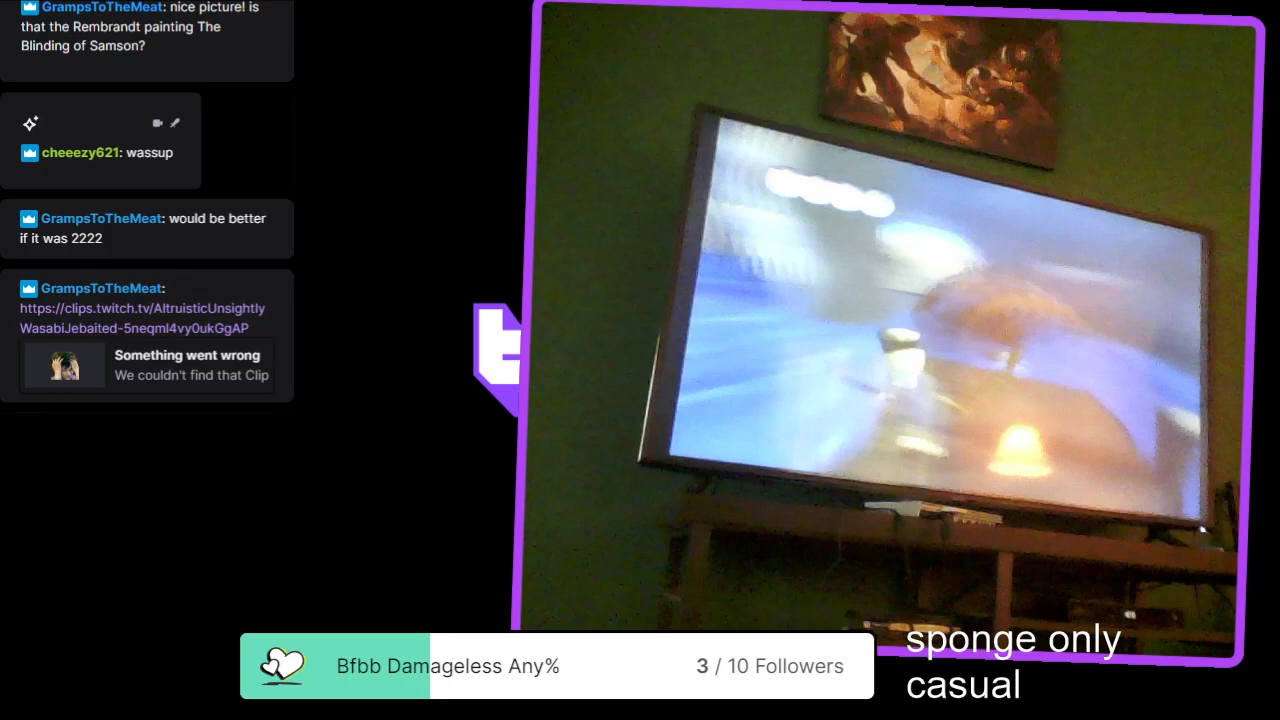 GrampsToTheMeat: nice picture! is
that the Rembrandt painting The
Blinding of Samson?
cheeezy621: wassup
GrampsToTheMeat: would be better
if it was 2222
GrampsToTheMeat:
https://clips.twitch.tv/AltruisticUnsightly
WasabiJebaited-5neqmI4vy0ukGgAP
Something went wrong
We couldn't find that Clip
Bfbb Damageless Any%
3 / 10 Followers
sponge only
casual